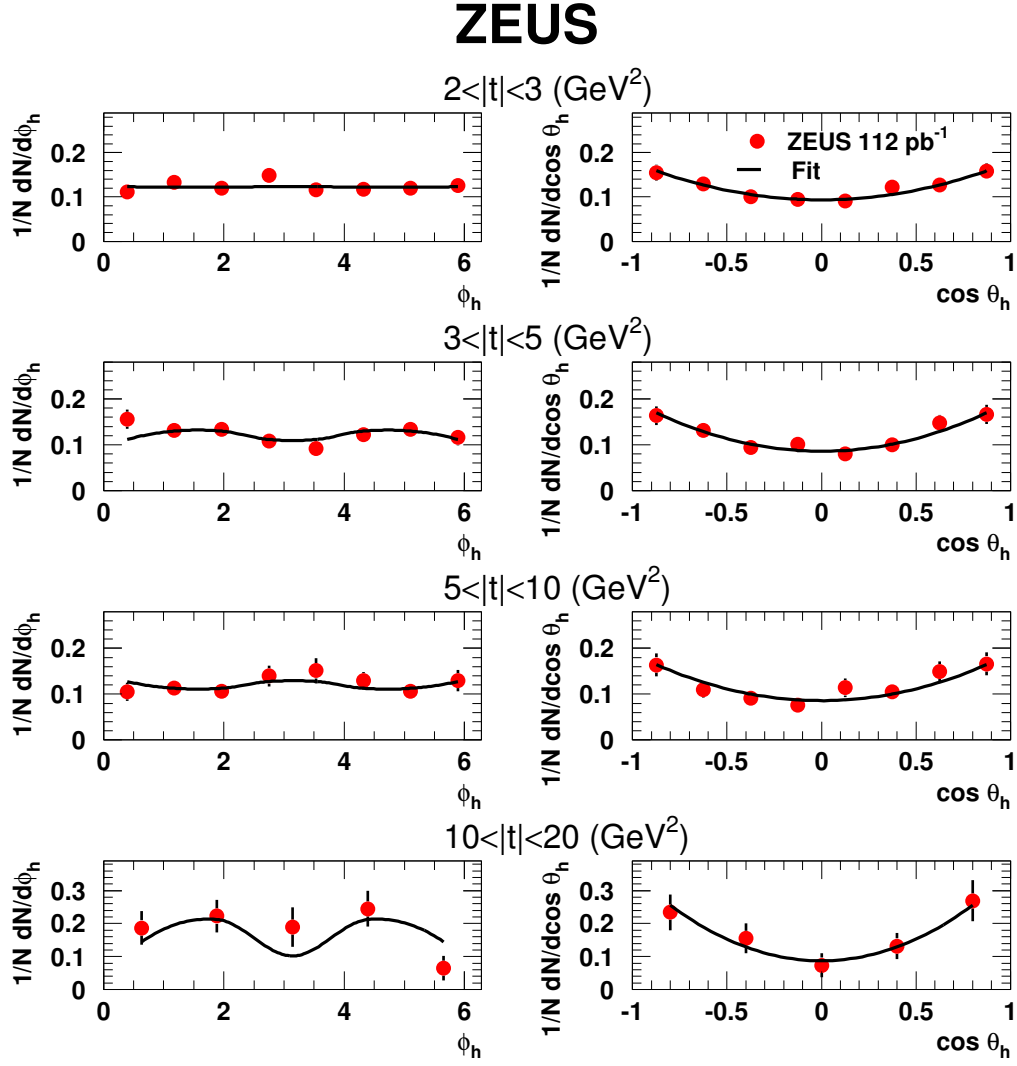 ZEUS
2<|t|<3 (GeV²)
1/N dN/dϕₕ
0.2
0.1
0
0 2 4 6
ϕₕ
1/N dN/dcos θₕ
0.2
0.1
0
ZEUS 112 pb⁻¹
Fit
-1 -0.5 0 0.5 1
cos θₕ
3<|t|<5 (GeV²)
1/N dN/dϕₕ
0.2
0.1
0
0 2 4 6
ϕₕ
1/N dN/dcos θₕ
0.2
0.1
0
-1 -0.5 0 0.5 1
cos θₕ
5<|t|<10 (GeV²)
1/N dN/dϕₕ
0.2
0.1
0
0 2 4 6
ϕₕ
1/N dN/dcos θₕ
0.2
0.1
0
-1 -0.5 0 0.5 1
cos θₕ
10<|t|<20 (GeV²)
1/N dN/dϕₕ
0.3
0.2
0.1
0
0 2 4 6
ϕₕ
1/N dN/dcos θₕ
0.3
0.2
0.1
0
-1 -0.5 0 0.5 1
cos θₕ